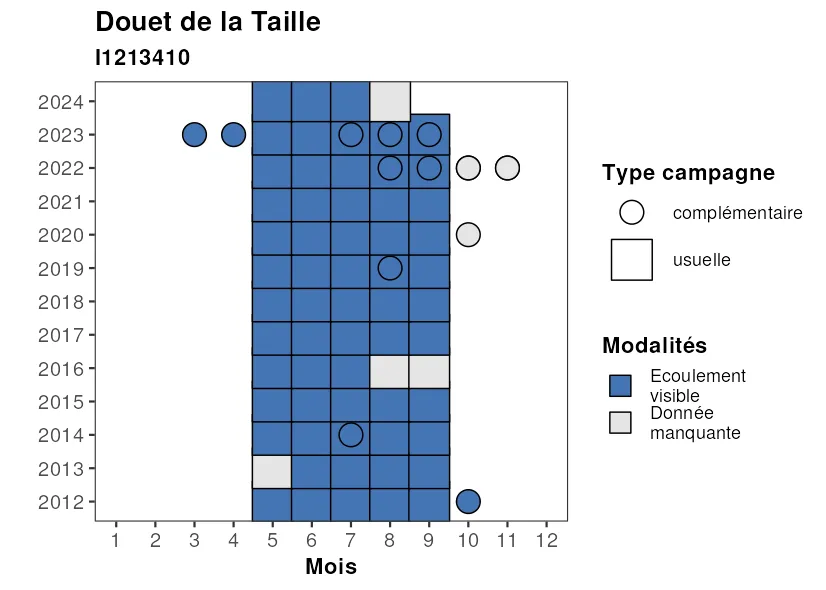 Douet de la Taille
I1213410
2024
2023
2022
2021
2020
2019
2018
2017
2016
2015
2014
2013
2012
1 2 3 4 5 6 7 8 9 10 11 12
Mois
Type campagne
complémentaire
usuelle
Modalités
Ecoulement
visible
Donnée
manquante